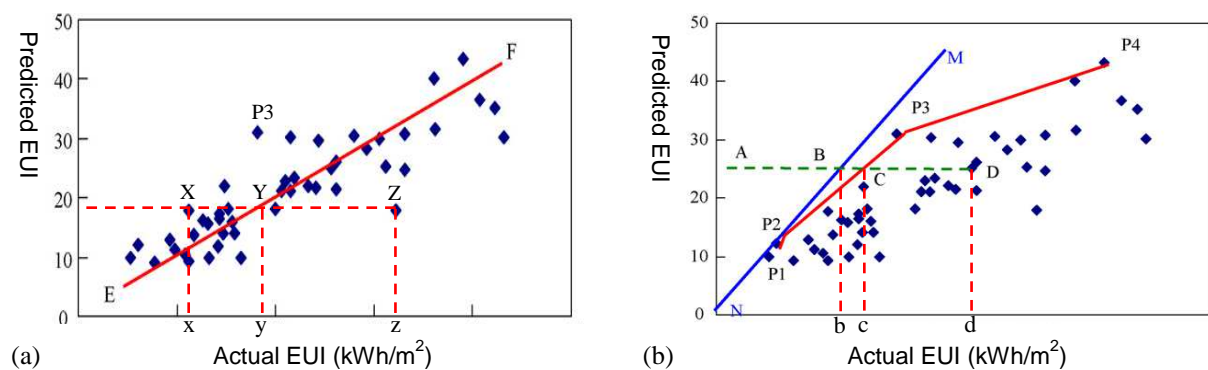 50
40
30
20
10
0
Predicted EUI
F
P3
X
Y
Z
E
x
y
z
(a)
Actual EUI (kWh/m²)
50
40
30
20
10
0
Predicted EUI
P4
M
P3
A
B
C
D
P2
P1
N
b
c
d
(b)
Actual EUI (kWh/m²)